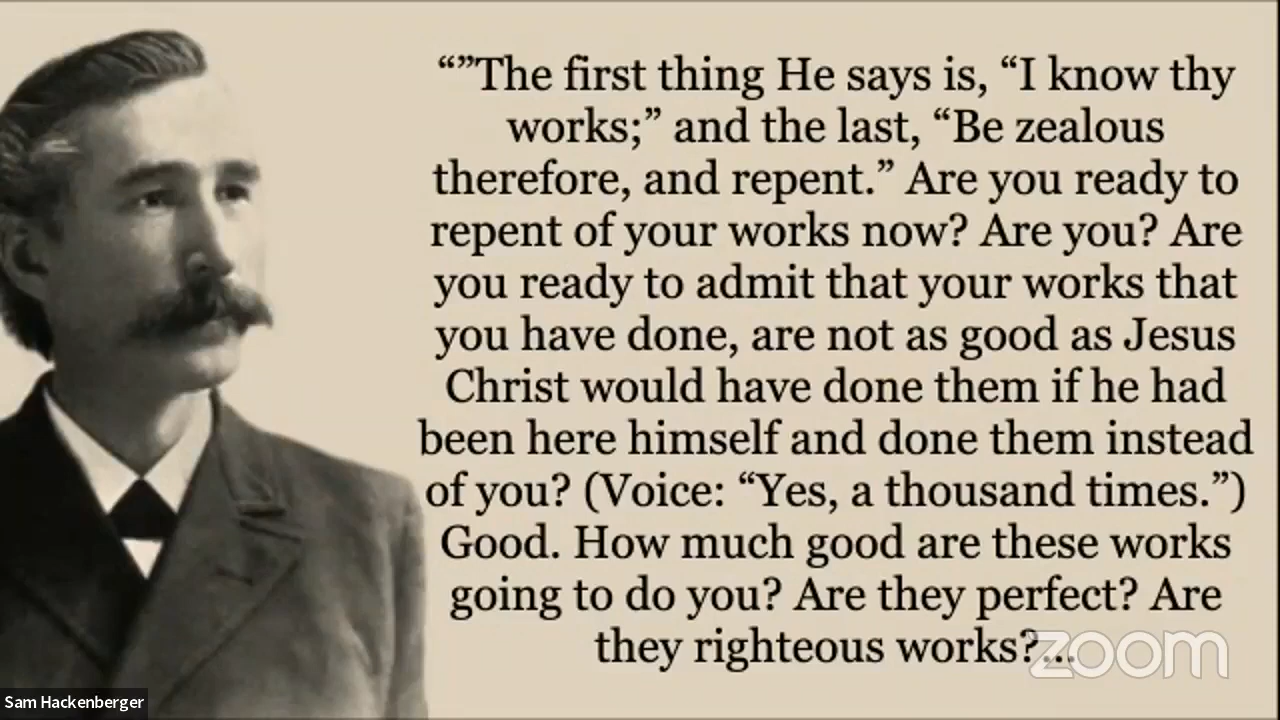 “”The first thing He says is, “I know thy
works;” and the last, “Be zealous
therefore, and repent.” Are you ready to
repent of your works now? Are you? Are
you ready to admit that your works that
you have done, are not as good as Jesus
Christ would have done them if he had
been here himself and done them instead
of you? (Voice: “Yes, a thousand times.”)
Good. How much good are these works
going to do you? Are they perfect? Are
they righteous works?...
zoom
Sam Hackenberger